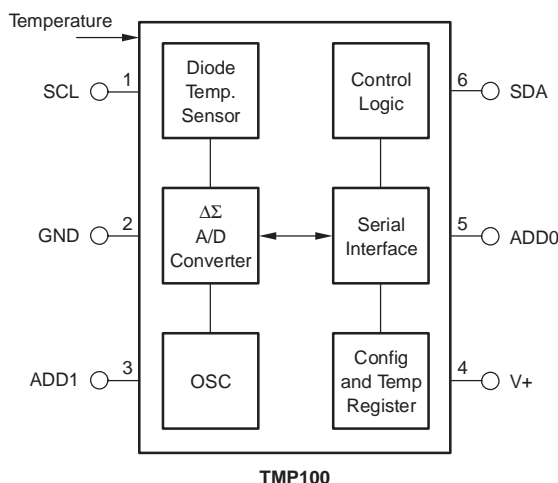 Temperature
SCL
1
Diode
Temp.
Sensor
Control
Logic
6
SDA
GND
2
ΔΣ
A/D
Converter
Serial
Interface
5
ADD0
ADD1
3
OSC
Config
and Temp
Register
4
V+
TMP100